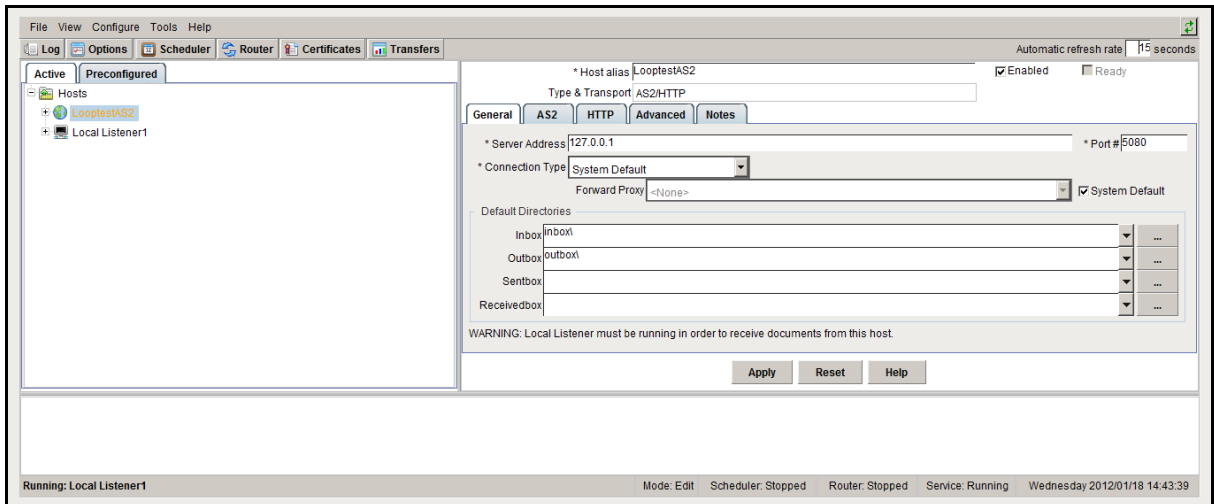 File View Configure Tools Help
Log Options Scheduler Router Certificates Transfers Automatic refresh rate 15 seconds
Active Preconfigured
Hosts
LooptestAS2
Local Listener1
* Host alias LooptestAS2 Enabled Ready
Type & Transport AS2/HTTP
General AS2 HTTP Advanced Notes
* Server Address 127.0.0.1 * Port # 5080
* Connection Type System Default
Forward Proxy <None> System Default
Default Directories
Inbox inbox\ ...
Outbox outbox\ ...
Sentbox ...
Receivedbox ...
WARNING: Local Listener must be running in order to receive documents from this host.
Apply Reset Help
Running: Local Listener1 Mode: Edit Scheduler: Stopped Router: Stopped Service: Running Wednesday 2012/01/18 14:43:39